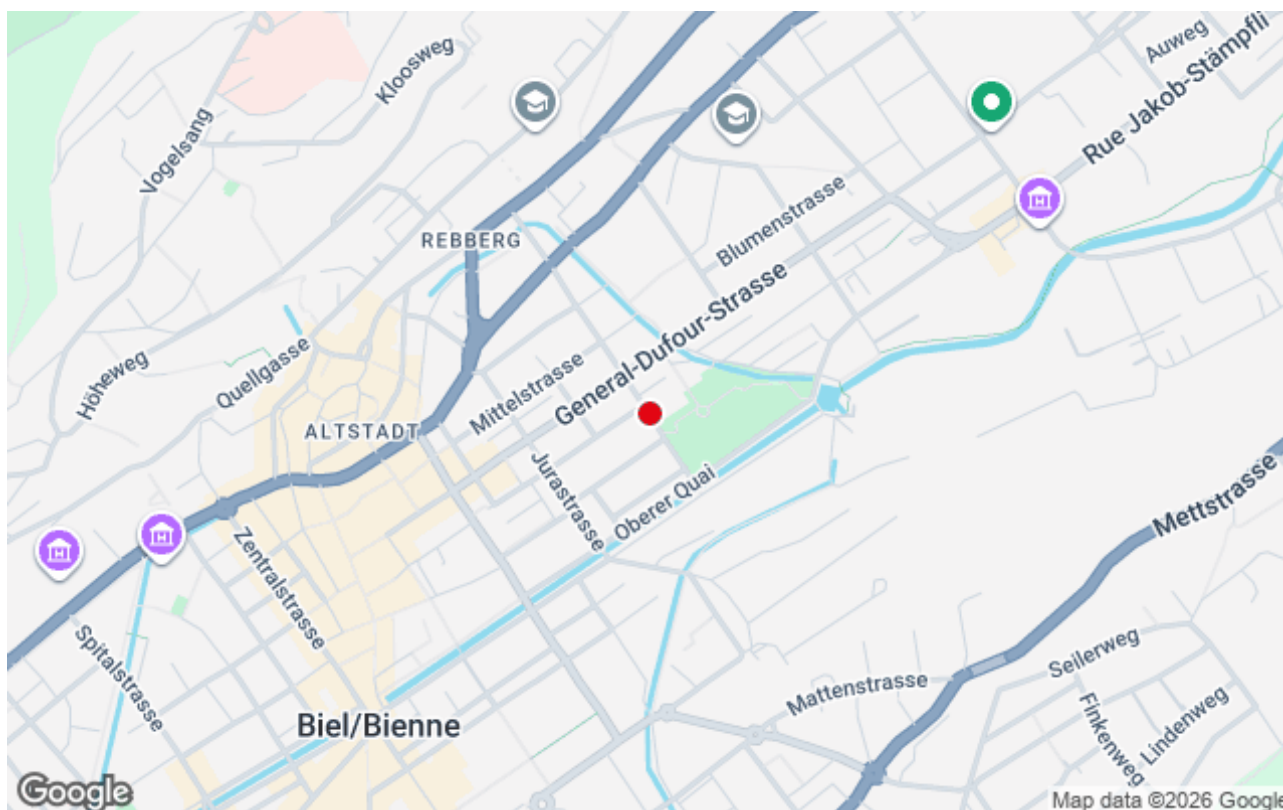 Auweg
Kloosweg
Rue Jakob-Stämpfli
Vogelsang
Blumenstrasse
REBBERG
General-Dufour-Strasse
Höheweg
Quellgasse
Mittelstrasse
ALTSTADT
Jurastrasse
Oberer Quai
Mettstrasse
Zentralstrasse
Spitalstrasse
Seilerweg
Mattenstrasse
Finkenweg
Lindenweg
Biel/Bienne
Google
Map data ©2026 Google